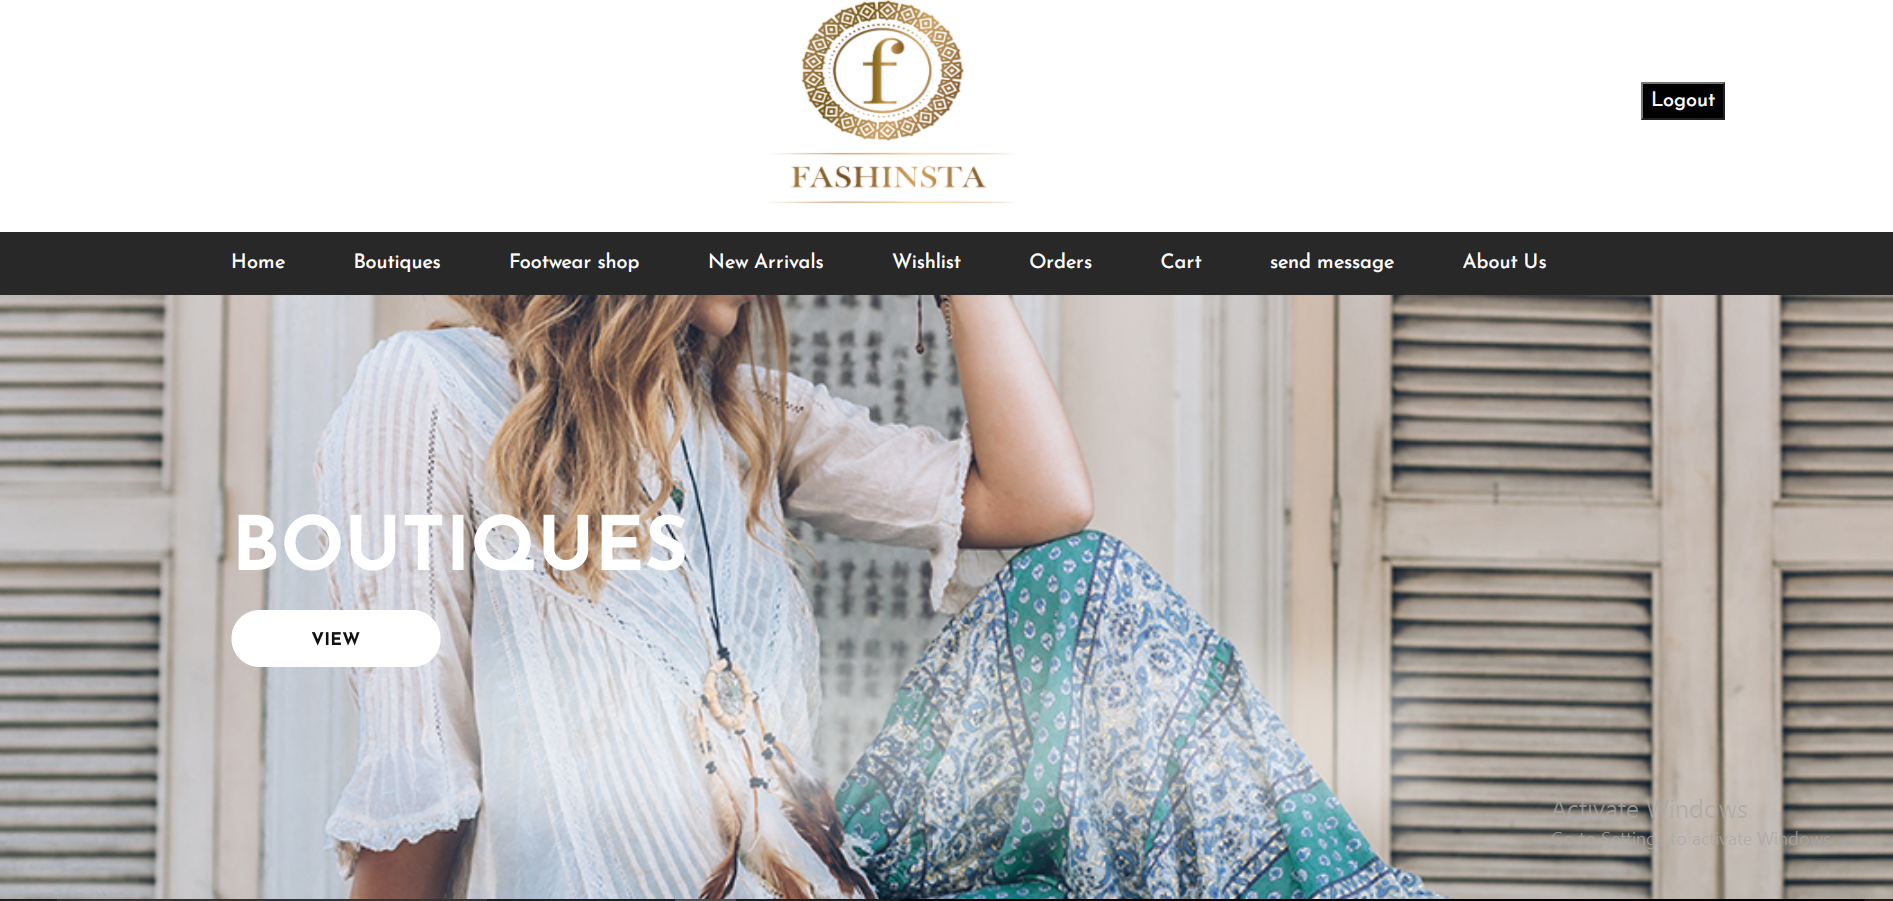 f
FASHINSTA
Logout
Home Boutiques Footwear shop New Arrivals Wishlist Orders Cart send message About Us
BOUTIQUES
VIEW
Activate Windows
Go to Settings to activate Windows.